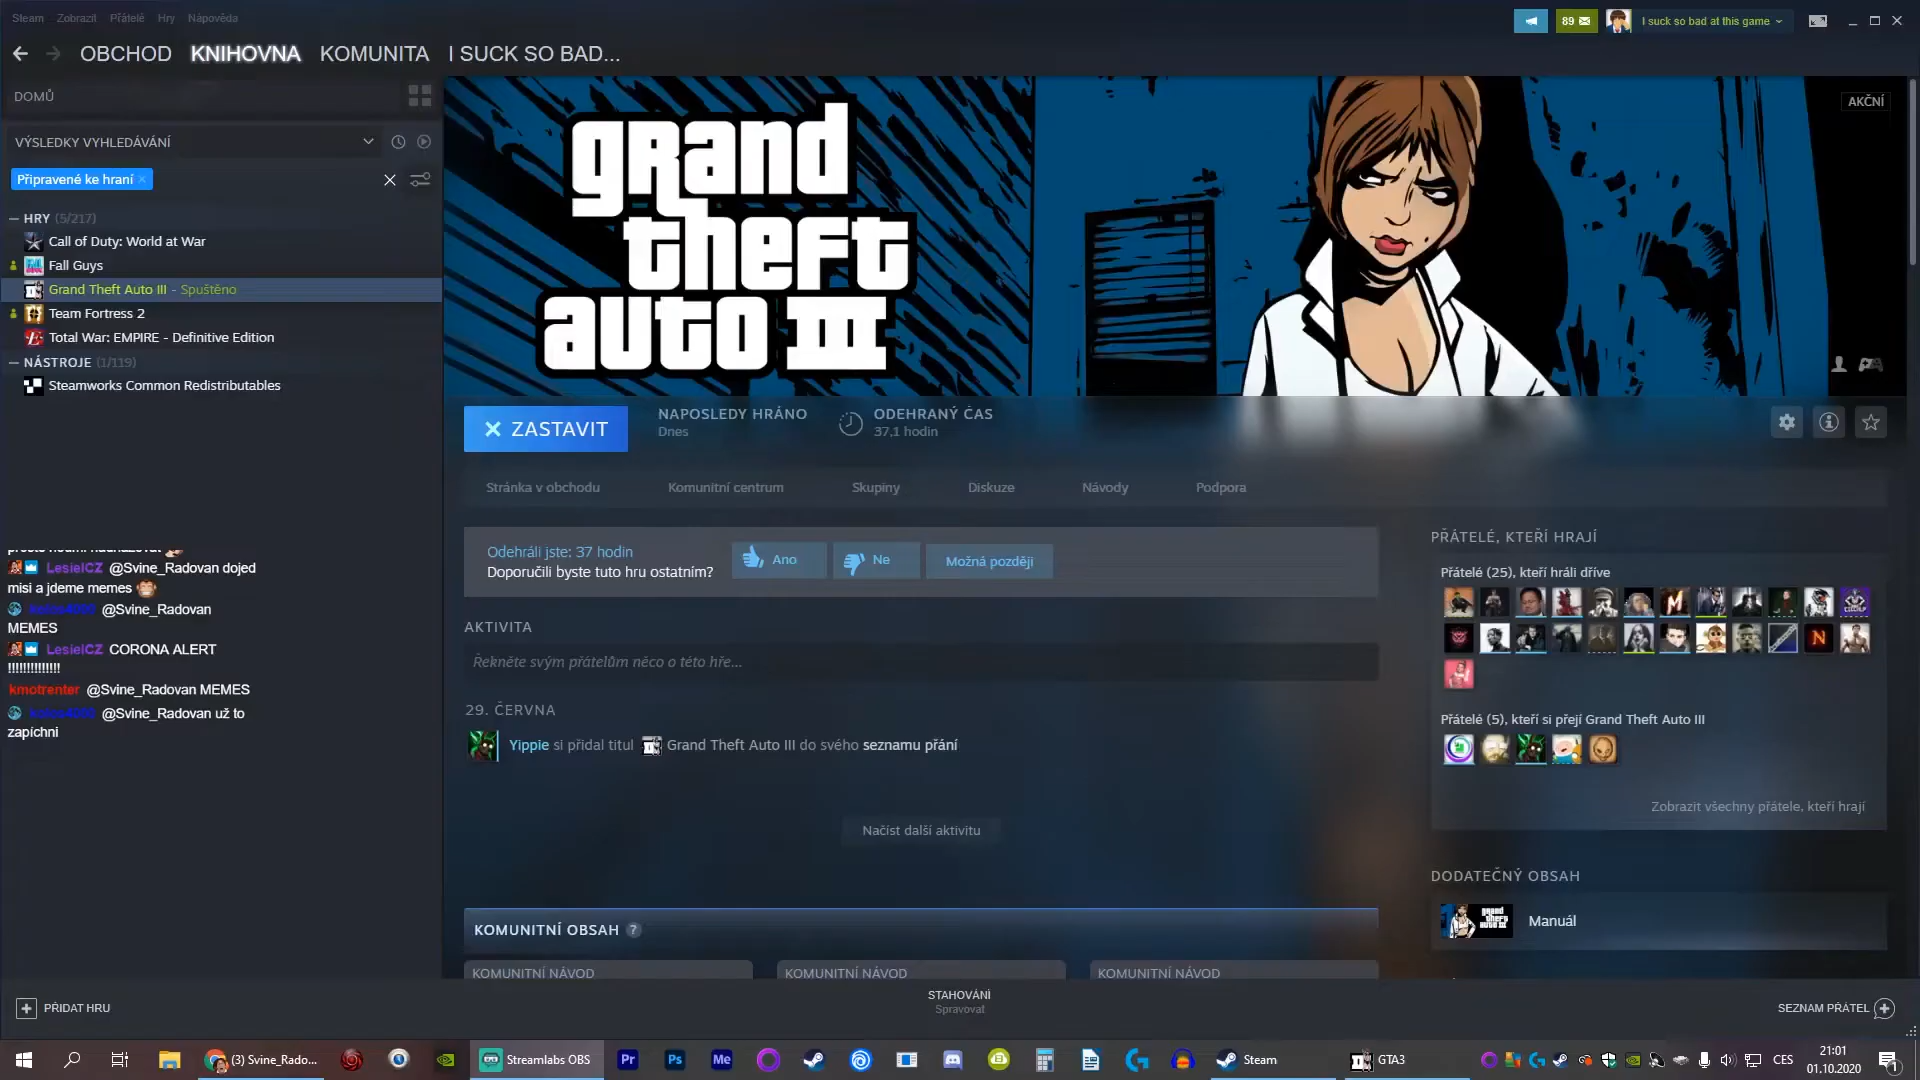 Steam Zobrazit Přátelé Hry Nápověda
89
I suck so bad at this game
OBCHOD KNIHOVNA KOMUNITA I SUCK SO BAD...
DOMŮ
VÝSLEDKY VYHLEDÁVÁNÍ
Připravené ke hraní
HRY (5/217)
Call of Duty: World at War
Fall Guys
Grand Theft Auto III - Spuštěno
Team Fortress 2
Total War: EMPIRE - Definitive Edition
NÁSTROJE (1/119)
Steamworks Common Redistributables
LesielCZ @Svine_Radovan dojed
misi a jdeme memes
@Svine_Radovan
MEMES
LesielCZ CORONA ALERT
!!!!!!!!!!!!!!
kmotrenter @Svine_Radovan MEMES
@Svine_Radovan už to
zapíchni
grand
theft
auto III
AKČNÍ
ZASTAVIT
NAPOSLEDY HRÁNO
Dnes
ODEHRANÝ ČAS
37,1 hodin
Stránka v obchodu Komunitní centrum Skupiny Diskuze Návody Podpora
Odehráli jste: 37 hodin
Doporučili byste tuto hru ostatním?
Ano Ne Možná později
AKTIVITA
Řekněte svým přátelům něco o této hře...
29. ČERVNA
Yippie si přidal titul Grand Theft Auto III do svého seznamu přání
Načíst další aktivitu
KOMUNITNÍ OBSAH ?
KOMUNITNÍ NÁVOD KOMUNITNÍ NÁVOD KOMUNITNÍ NÁVOD
PŘÁTELÉ, KTEŘÍ HRAJÍ
Přátelé (25), kteří hráli dříve
Přátelé (5), kteří si přejí Grand Theft Auto III
Zobrazit všechny přátele, kteří hrají
DODATEČNÝ OBSAH
Manuál
PŘIDAT HRU
STAHOVÁNÍ
Spravovat
SEZNAM PŘÁTEL
(3) Svine_Rado...
Streamlabs OBS
Pr Ps Me
Steam
GTA3
CES
21:01
01.10.2020